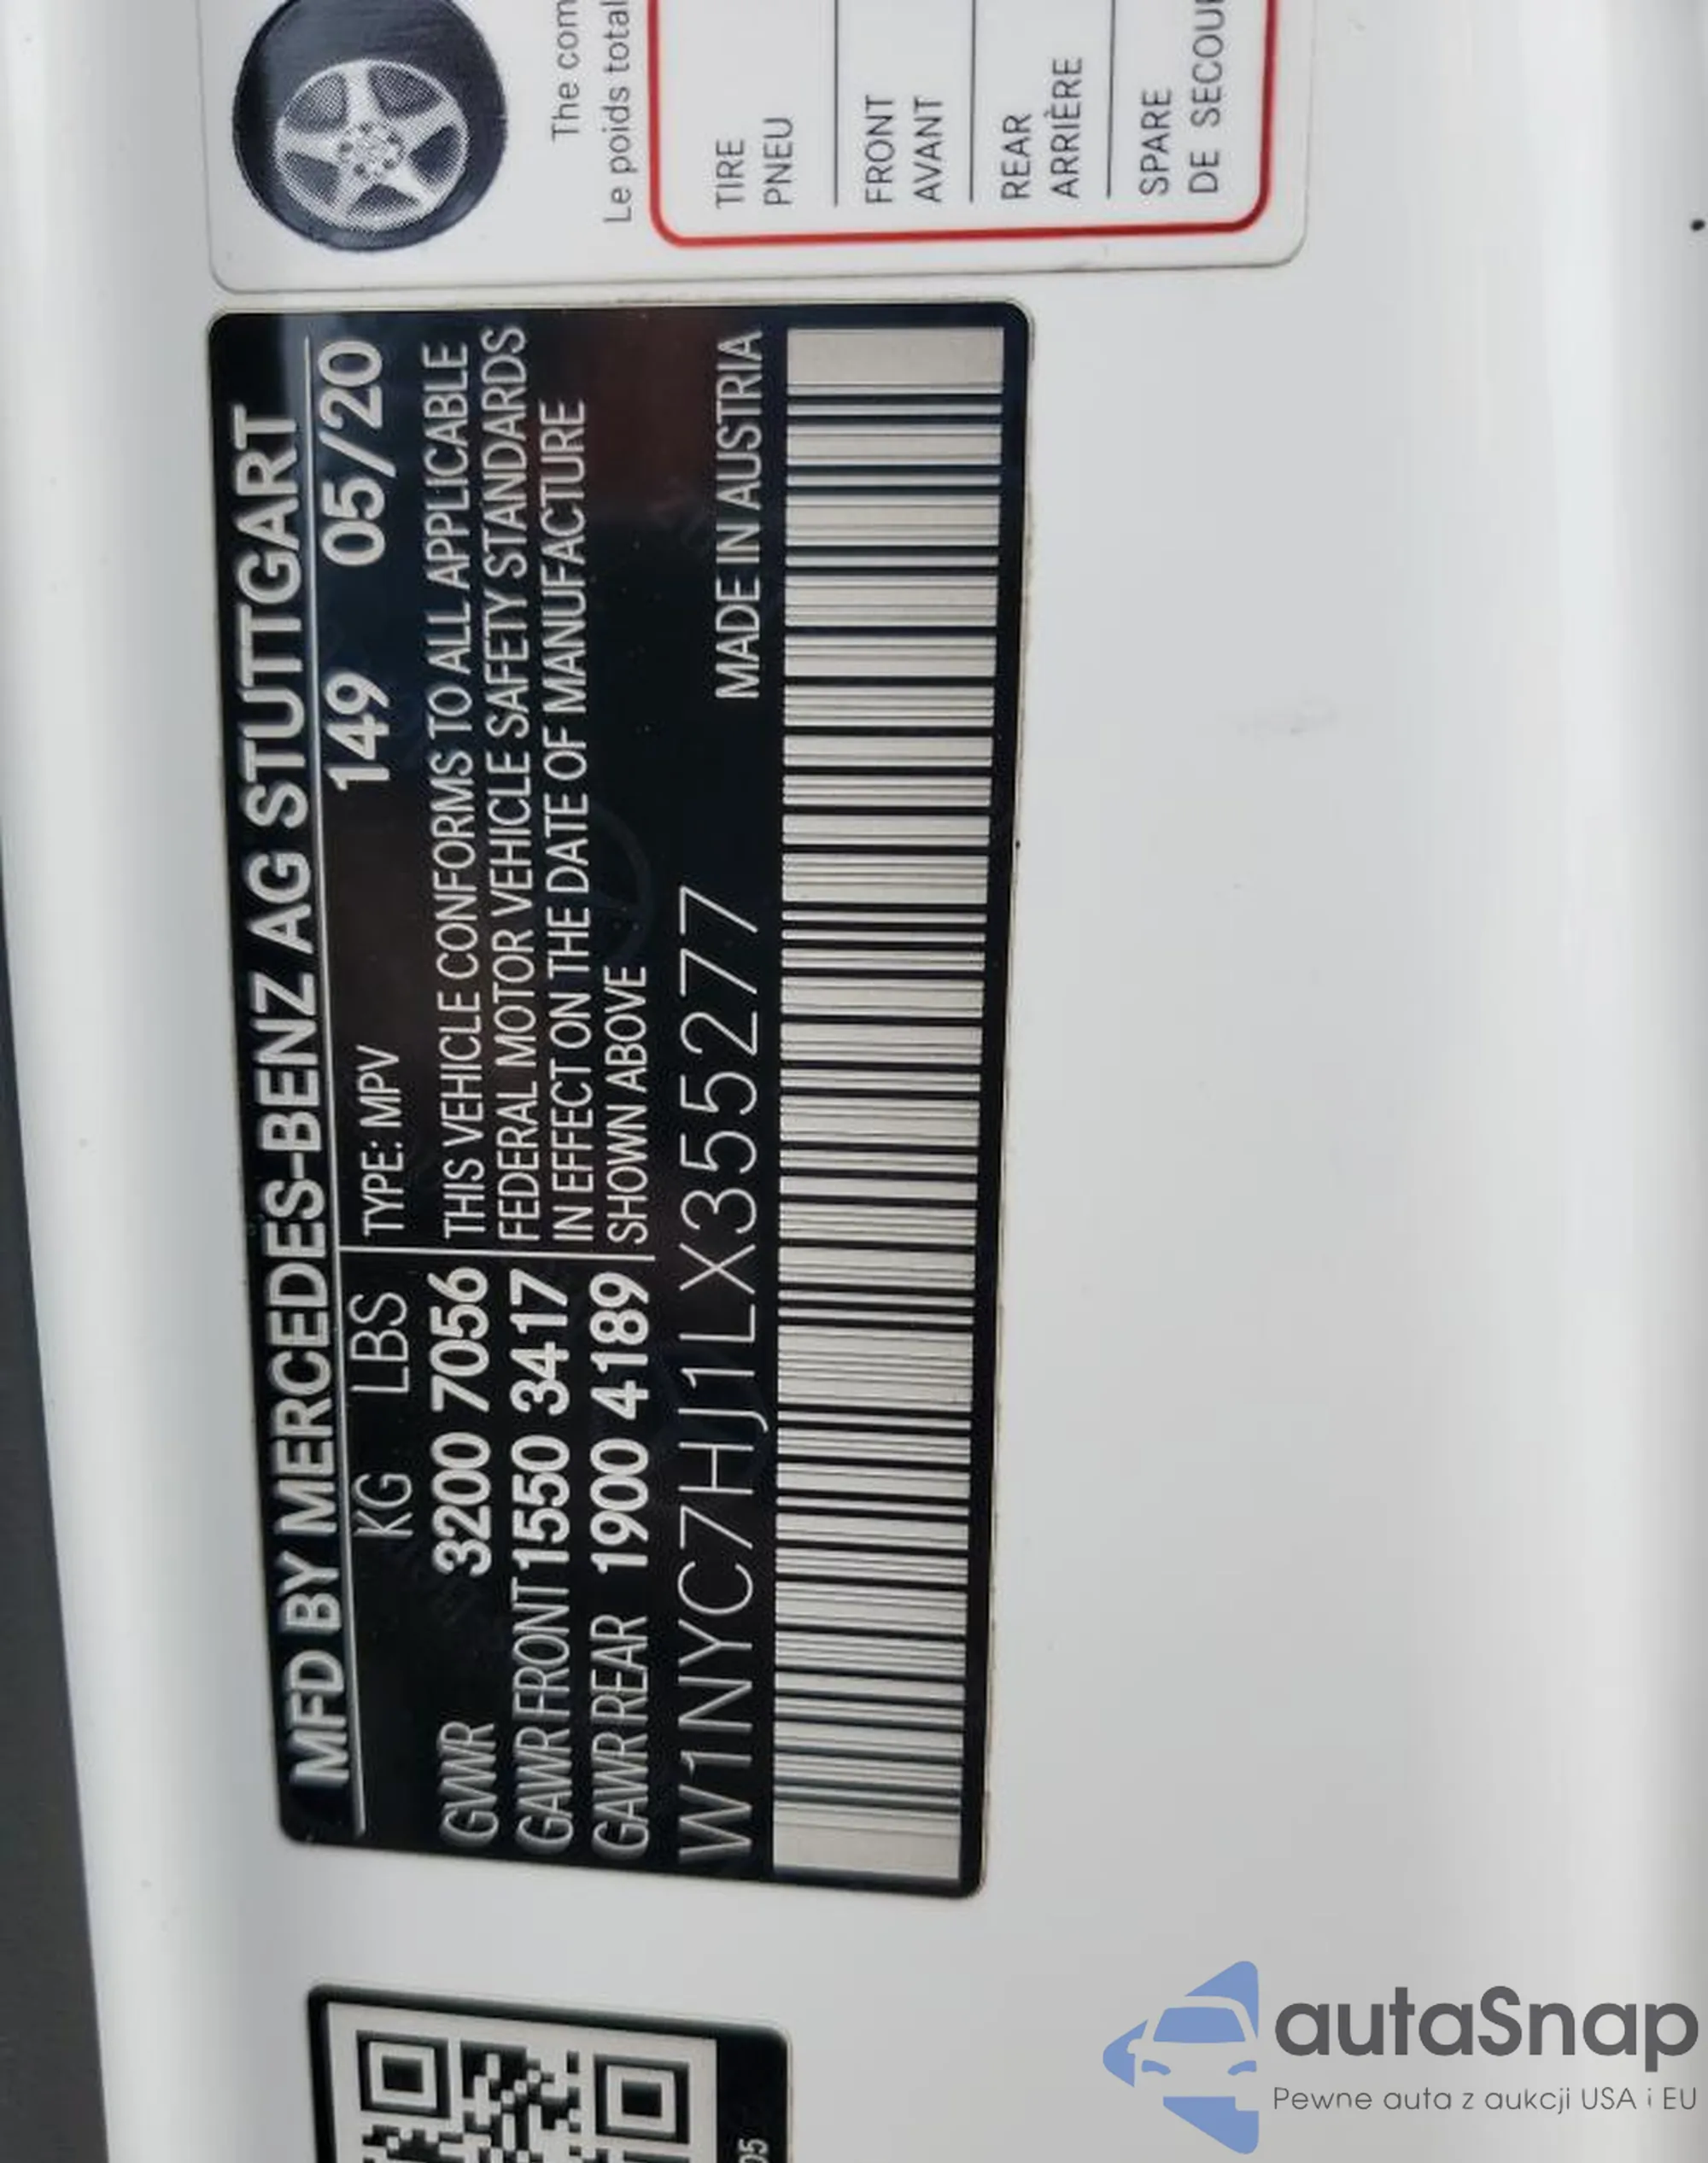 The com
Le poids total
TIRE
PNEU
FRONT
AVANT
REAR
ARRIÈRE
SPARE
DE SECOU
MFD BY MERCEDES-BENZ AG STUTTGART
KG LBS TYPE: MPV 149 05/20
GWWR 3200 7056 THIS VEHICLE CONFORMS TO ALL APPLICABLE
GAWR FRONT 1550 3417 FEDERAL MOTOR VEHICLE SAFETY STANDARDS
IN EFFECT ON THE DATE OF MANUFACTURE
GAWR REAR 1900 4189 SHOWN ABOVE
W1NYC7HJ1LX355277 MADE IN AUSTRIA
05
autaSnap
Pewne auta z aukcji USA i EU